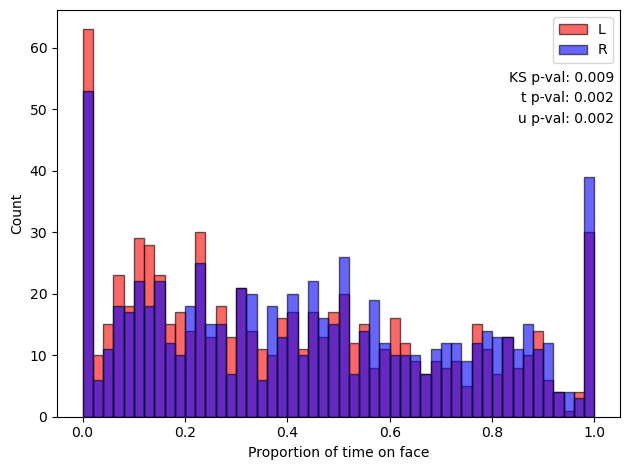 L
R
KS p-val: 0.009
t p-val: 0.002
u p-val: 0.002
Count
60
50
40
30
20
10
0
0.0 0.2 0.4 0.6 0.8 1.0
Proportion of time on face